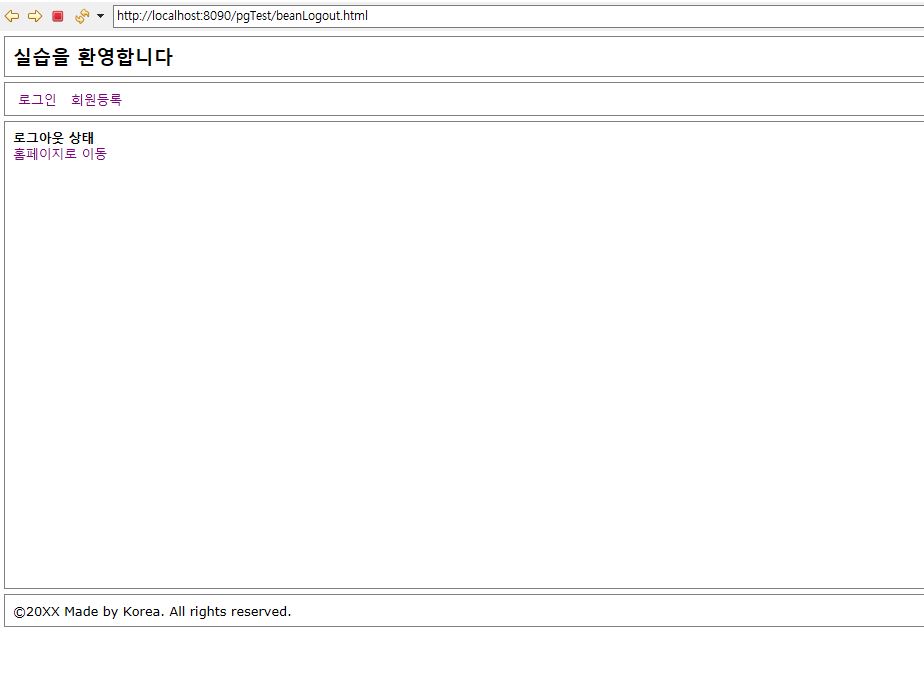 http://localhost:8090/pgTest/beanLogout.html
실습을 환영합니다
로그인 회원등록
로그아웃 상태
홈페이지로 이동
©20XX Made by Korea. All rights reserved.